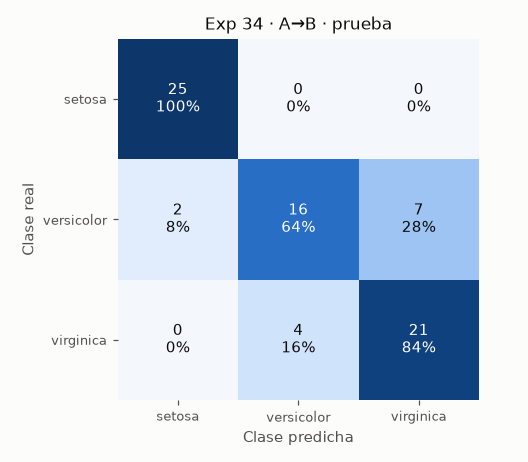 Exp 34 · A→B · prueba
setosa
25
100%
0
0%
0
0%
versicolor
2
8%
16
64%
7
28%
virginica
0
0%
4
16%
21
84%
setosa
versicolor
virginica
Clase predicha
Clase real